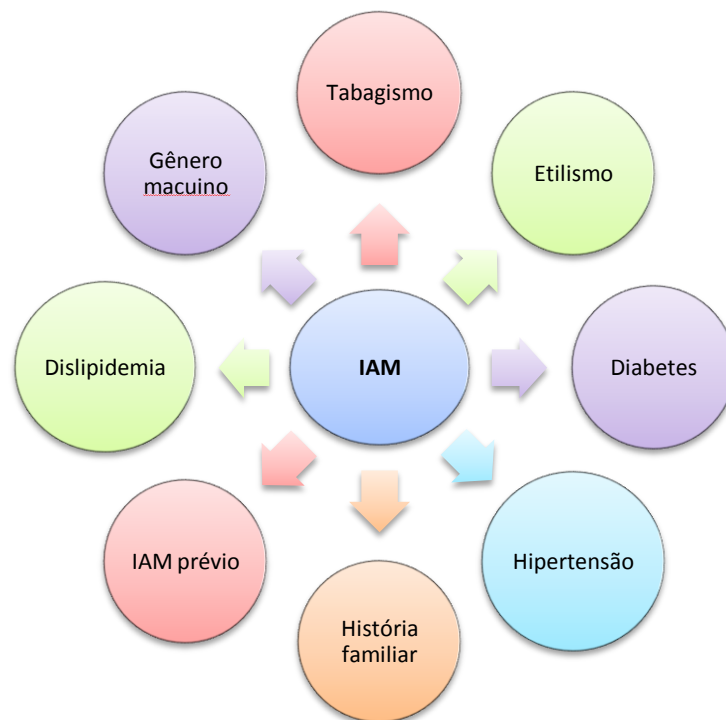 Tabagismo
Etilismo
Gênero
macuino
Diabetes
Dislipidemia
IAM
Hipertensão
IAM prévio
História
familiar